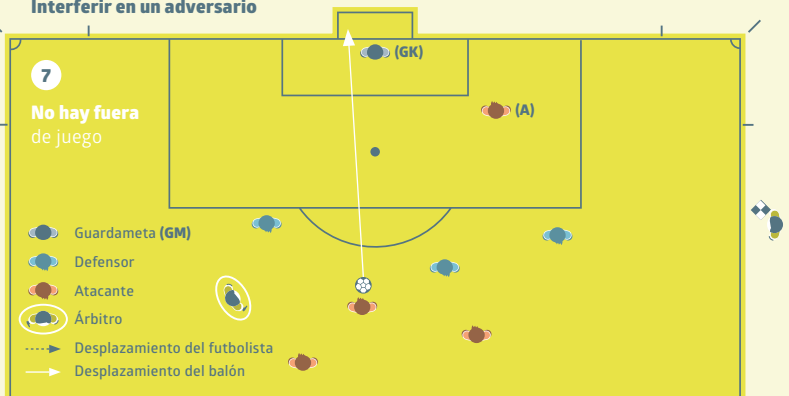 Interferir en un adversario
(GK)
7
(A)
No hay fuera
de juego
Guardameta (GM)
Defensor
Atacante
Árbitro
Desplazamiento del futbolista
Desplazamiento del balón